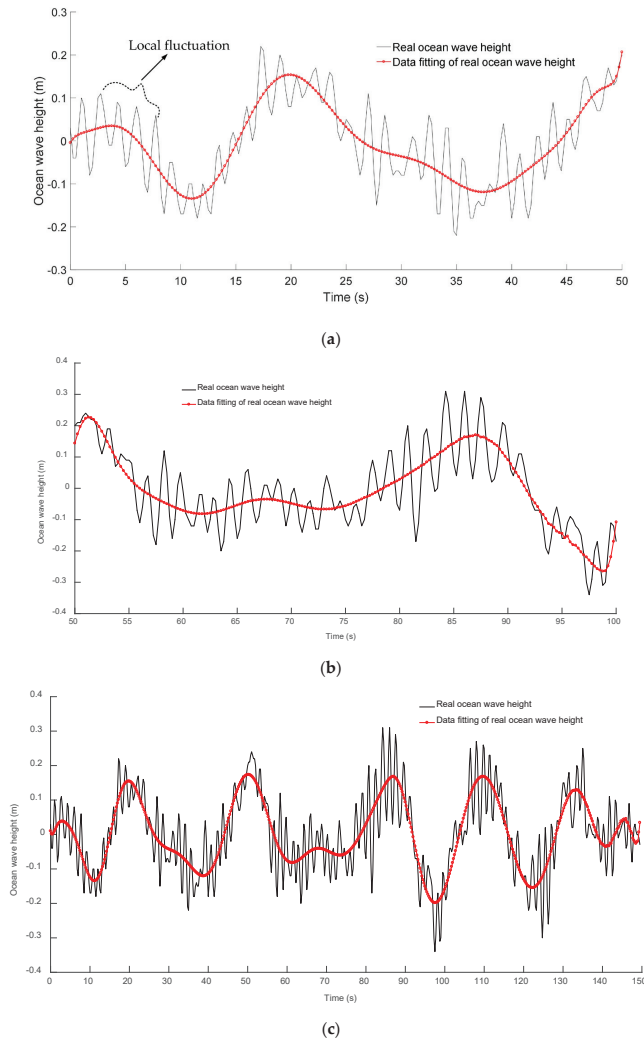 0.3
Local fluctuation
Real ocean wave height
Data fitting of real ocean wave height
0.2
0.1
0
-0.1
-0.2
-0.3
Ocean wave height (m)
0 5 10 15 20 25 30 35 40 45 50
Time (s)
(a)
0.4
0.3
0.2
0.1
0
-0.1
-0.2
-0.3
-0.4
Real ocean wave height
Data fitting of real ocean wave height
Ocean wave height (m)
50 55 60 65 70 75 80 85 90 95 100
Time (s)
(b)
0.4
0.3
0.2
0.1
0
-0.1
-0.2
-0.3
-0.4
Real ocean wave height
Data fitting of real ocean wave height
Ocean wave height (m)
0 10 20 30 40 50 60 70 80 90 100 110 120 130 140 150
Time (s)
(c)